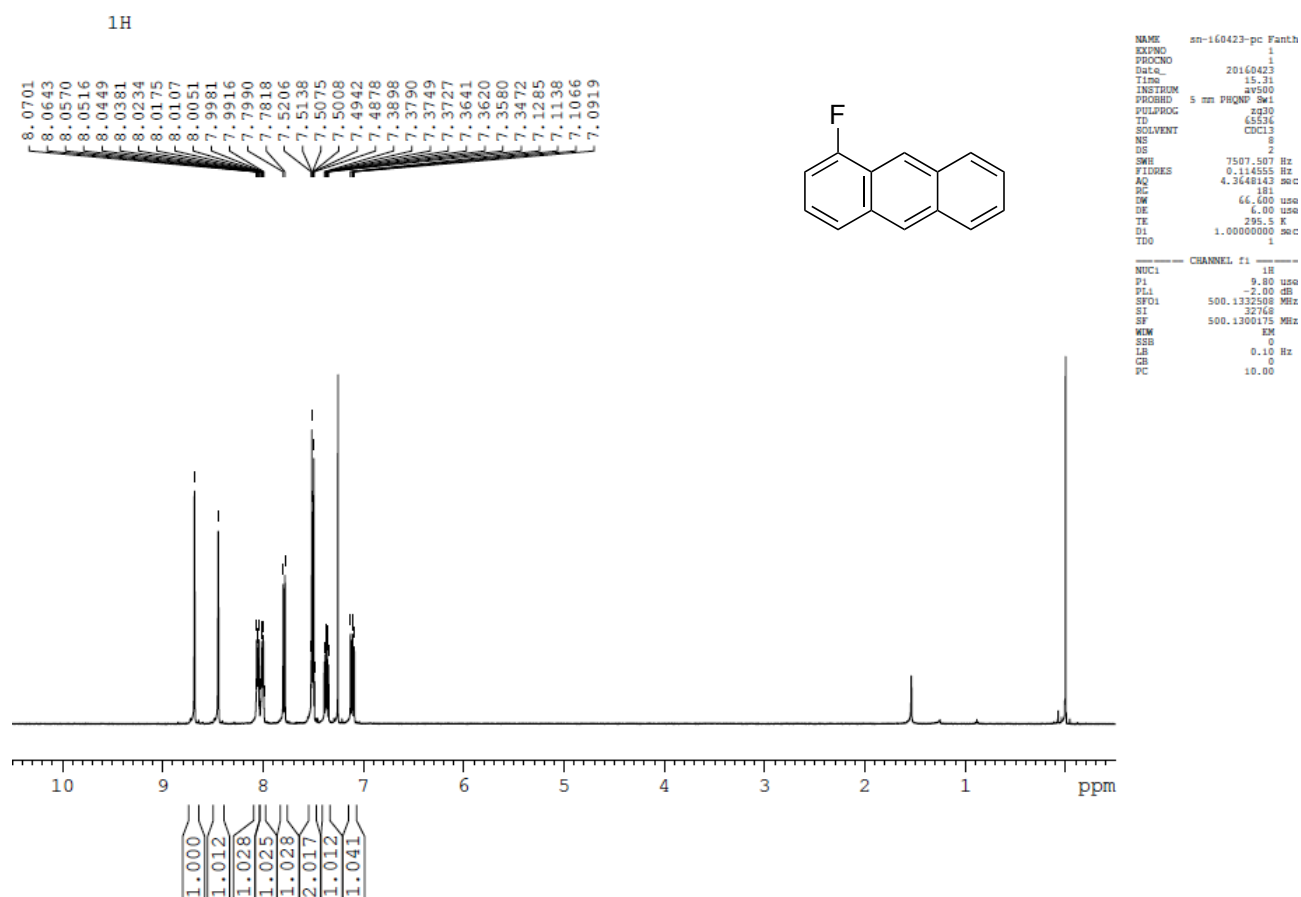 1H
8.0701
8.0643
8.0570
8.0516
8.0449
8.0381
8.0234
8.0175
8.0107
8.0051
7.9981
7.9916
7.7990
7.7818
7.5206
7.5138
7.5075
7.5008
7.4942
7.4878
7.3898
7.3790
7.3749
7.3727
7.3641
7.3620
7.3580
7.3472
7.1285
7.1138
7.1066
7.0919
F
NAME sn-160423-pc Fanth
EXPNO 1
PROCNO 1
Date_ 20160423
Time 15.31
INSTRUM av500
PROBHD 5 mm PHQNP Swi
PULPROG zg30
TD 65536
SOLVENT CDCl3
NS 8
DS 2
SWH 7507.507 Hz
FIDRES 0.114555 Hz
AQ 4.3648143 sec
RG 181
DW 66.600 use
DE 6.00 use
TE 295.5 K
D1 1.00000000 sec
TD0 1
CHANNEL f1
NUC1 1H
P1 9.80 use
PL1 -2.00 dB
SFO1 500.1332508 MHz
SI 32768
SF 500.1300175 MHz
WDW EM
SSB 0
LB 0.10 Hz
GB 0
PC 10.00
10 9 8 7 6 5 4 3 2 1 ppm
1.000
1.012
1.028
1.025
1.028
2.017
1.012
1.041